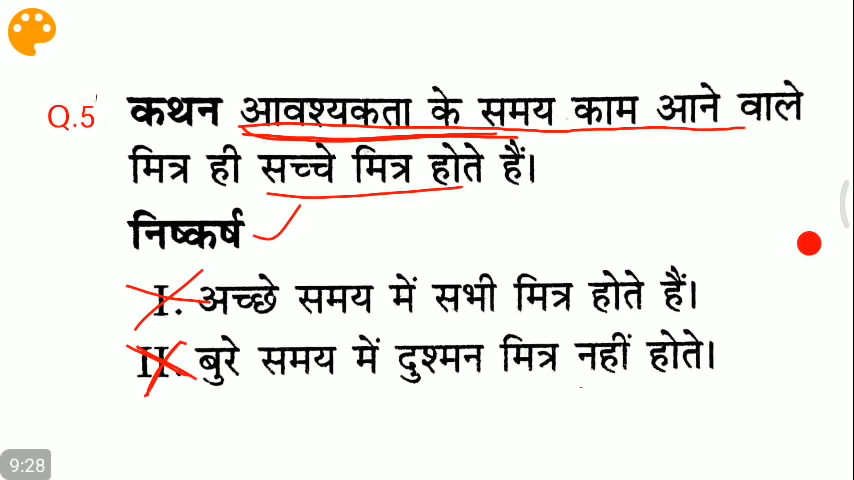 Q.5 कथन आवश्यकता के समय काम आने वाले
मित्र ही सच्चे मित्र होते हैं।
निष्कर्ष
I. अच्छे समय में सभी मित्र होते हैं।
II. बुरे समय में दुश्मन मित्र नहीं होते।
9:28